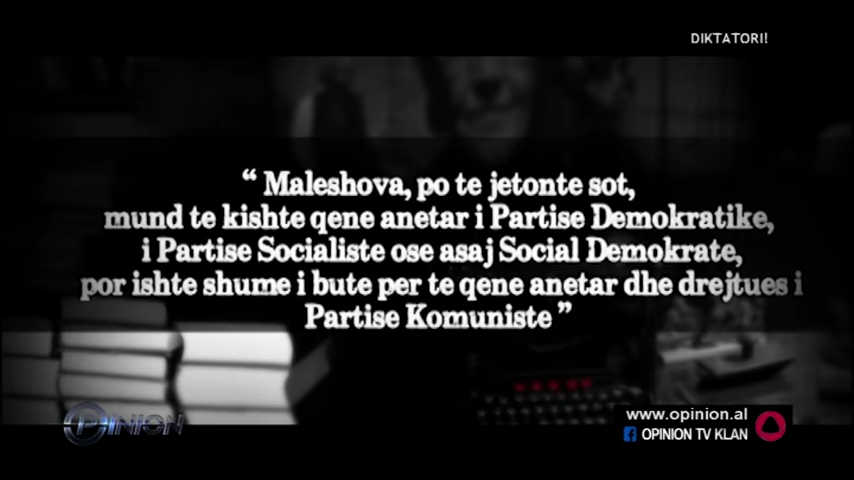 DIKTATORI!
“ Maleshova, po te jetonte sot,
mund te kishte qene anetar i Partise Demokratike,
i Partise Socialiste ose asaj Social Demokrate,
por ishte shume i bute per te qene anetar dhe drejtues i
Partise Komuniste ”
OPINION
www.opinion.al
OPINION TV KLAN